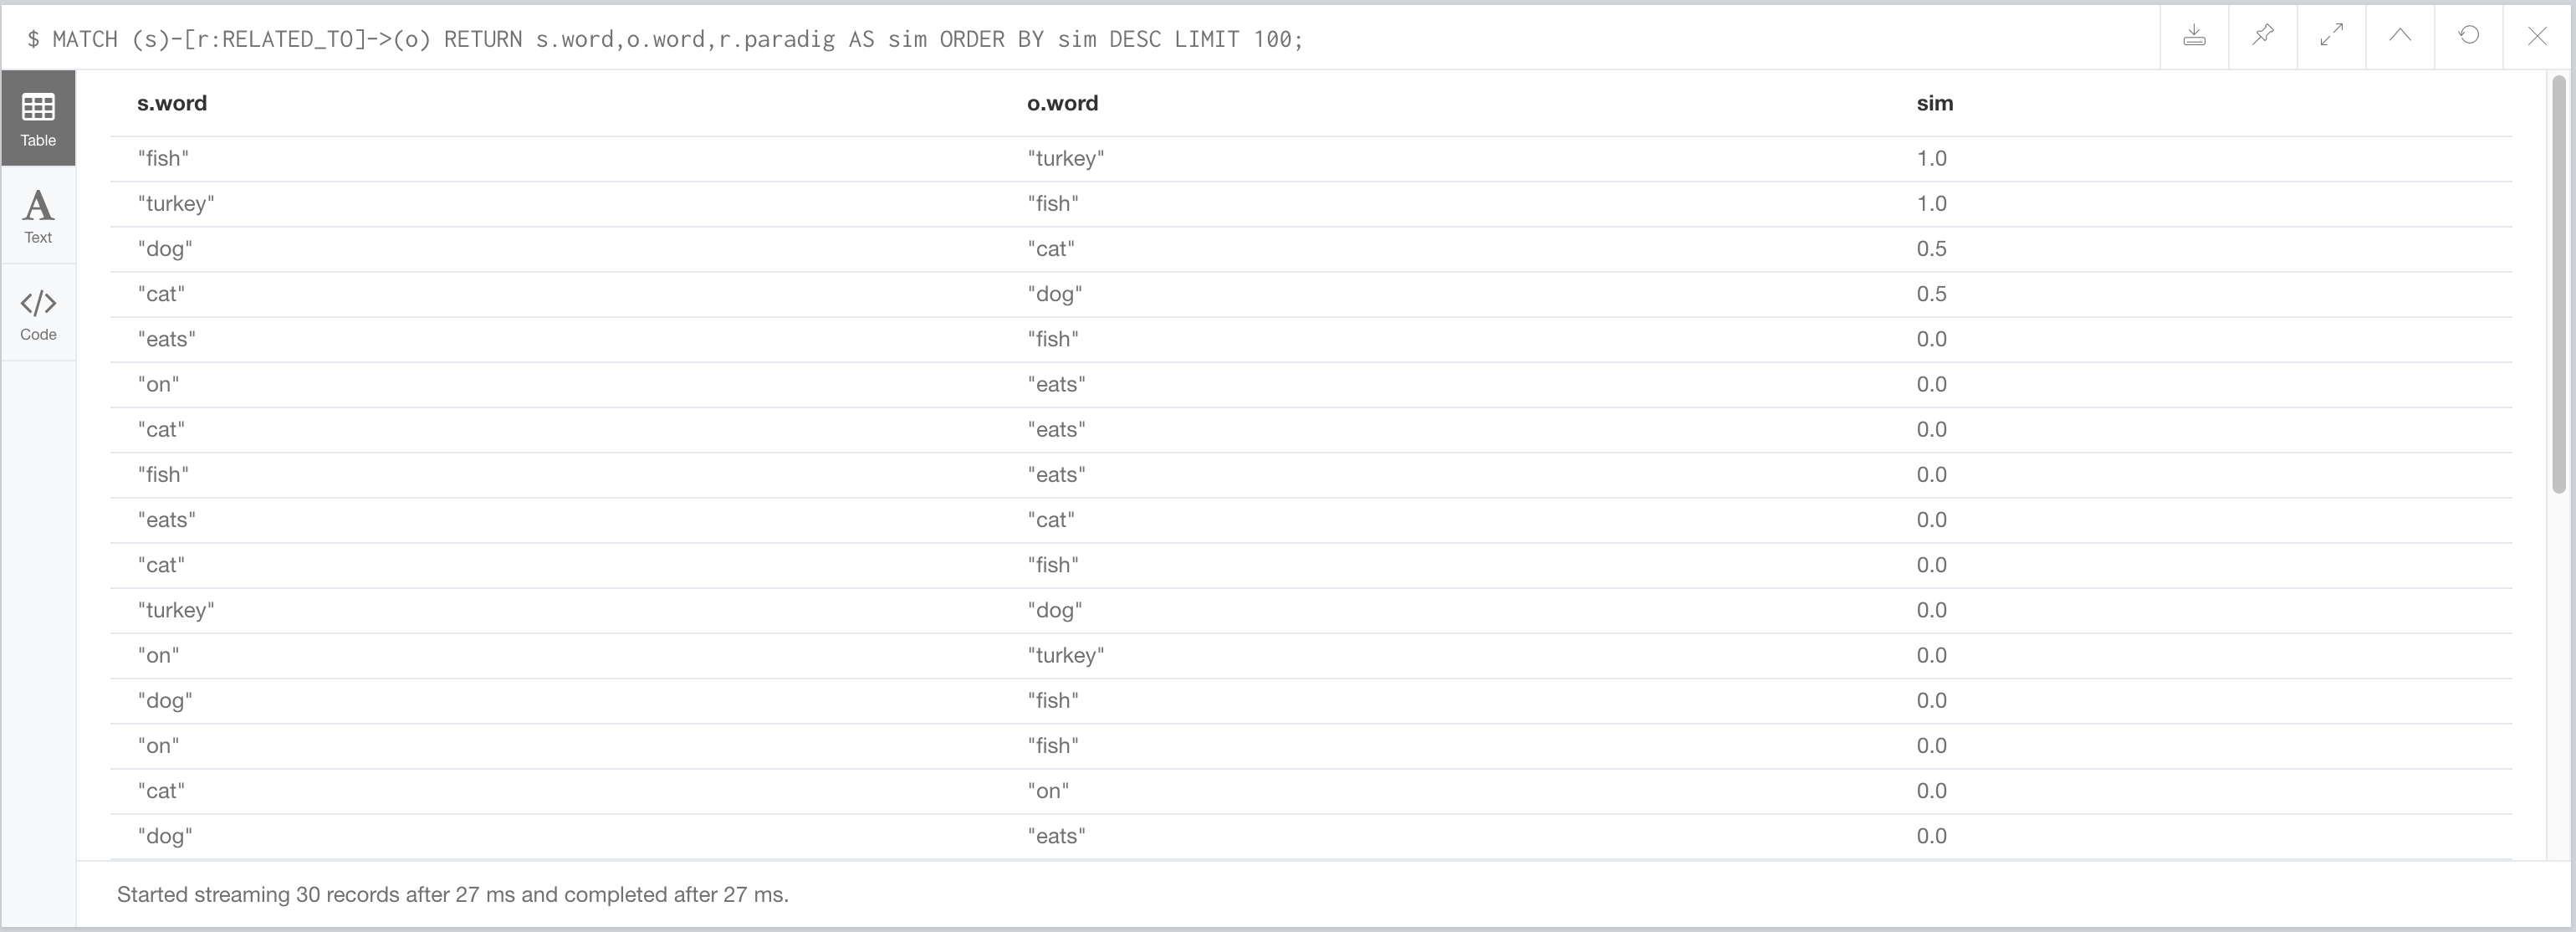 $ MATCH (s)-[r:RELATED_TO]->(o) RETURN s.word,o.word,r.paradig AS sim ORDER BY sim DESC LIMIT 100;
Table
Text
Code
s.word o.word sim
"fish" "turkey" 1.0
"turkey" "fish" 1.0
"dog" "cat" 0.5
"cat" "dog" 0.5
"eats" "fish" 0.0
"on" "eats" 0.0
"cat" "eats" 0.0
"fish" "eats" 0.0
"eats" "cat" 0.0
"cat" "fish" 0.0
"turkey" "dog" 0.0
"on" "turkey" 0.0
"dog" "fish" 0.0
"on" "fish" 0.0
"cat" "on" 0.0
"dog" "eats" 0.0
Started streaming 30 records after 27 ms and completed after 27 ms.